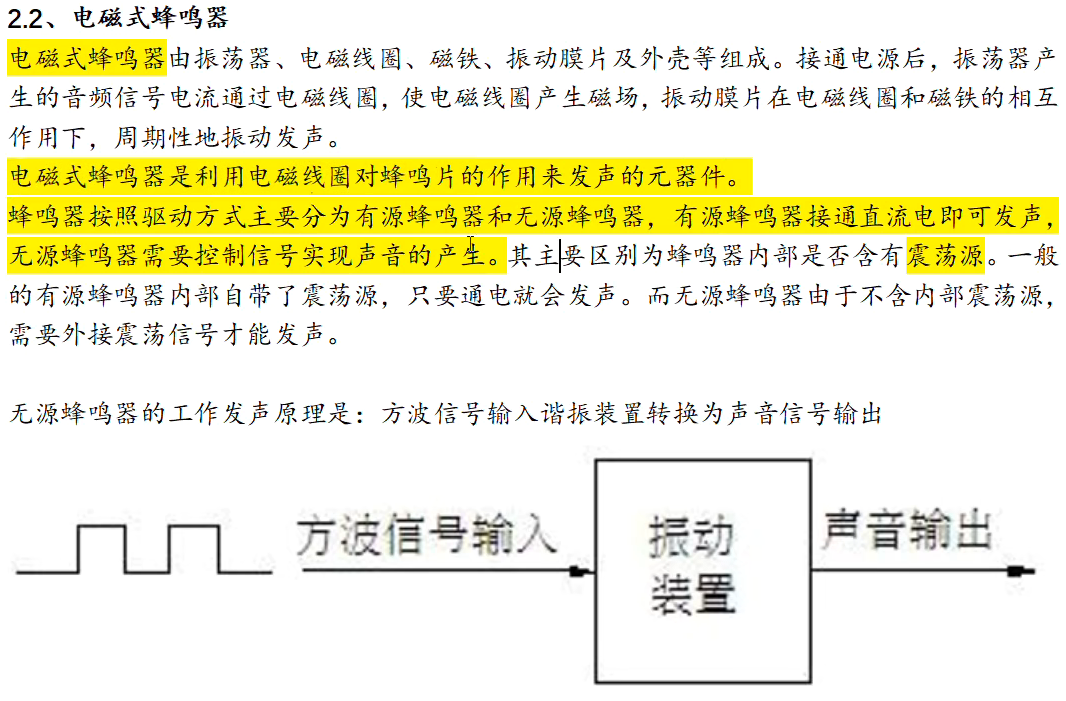 2.2、电磁式蜂鸣器
电磁式蜂鸣器由振荡器、电磁线圈、磁铁、振动膜片及外壳等组成。接通电源后，振荡器产
生的音频信号电流通过电磁线圈，使电磁线圈产生磁场，振动膜片在电磁线圈和磁铁的相互
作用下，周期性地振动发声。
电磁式蜂鸣器是利用电磁线圈对蜂鸣片的作用来发声的元器件。
蜂鸣器按照驱动方式主要分为有源蜂鸣器和无源蜂鸣器，有源蜂鸣器接通直流电即可发声，
无源蜂鸣器需要控制信号实现声音的产生。其主要区别为蜂鸣器内部是否含有震荡源。一般
的有源蜂鸣器内部自带了震荡源，只要通电就会发声。而无源蜂鸣器由于不含内部震荡源，
需要外接震荡信号才能发声。
无源蜂鸣器的工作发声原理是：方波信号输入谐振装置转换为声音信号输出
方波信号输入
振动
装置
声音输出